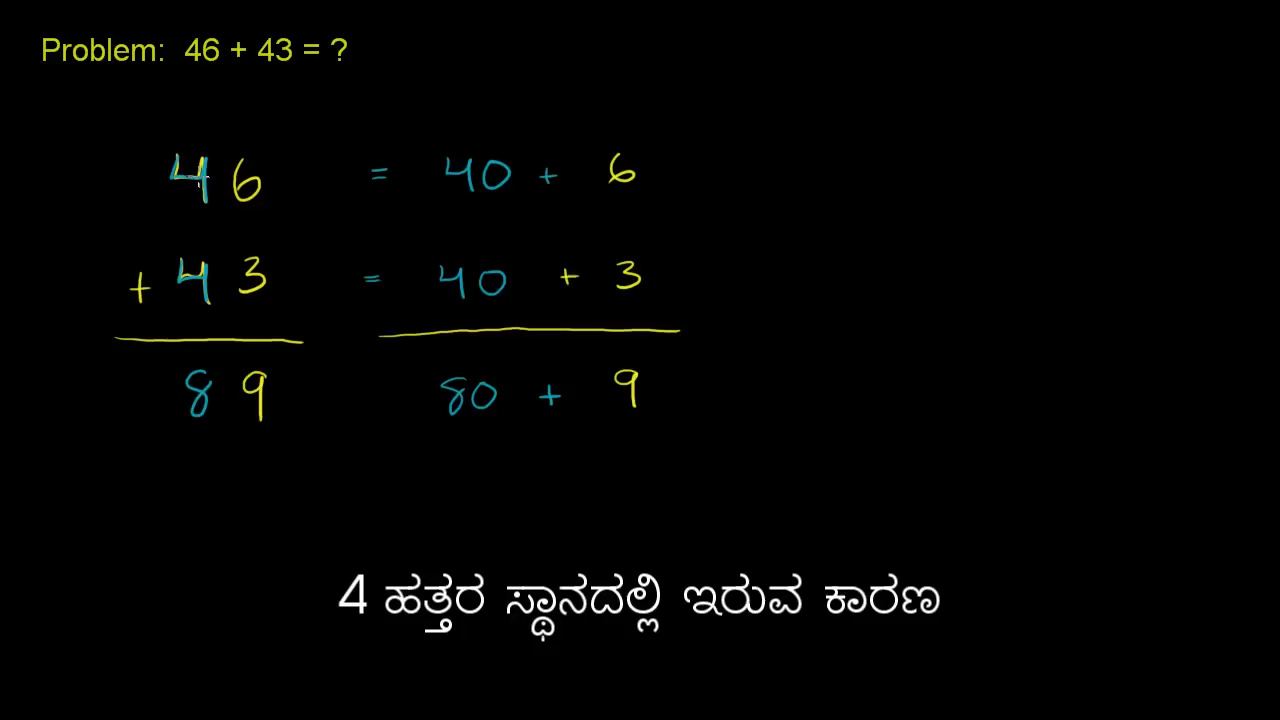 Problem: 46 + 43 = ?
46 = 40 + 6
+ 43 = 40 + 3
89 80 + 9
4 ಹತ್ತರ ಸ್ಥಾನದಲ್ಲಿ ಇರುವ ಕಾರಣ